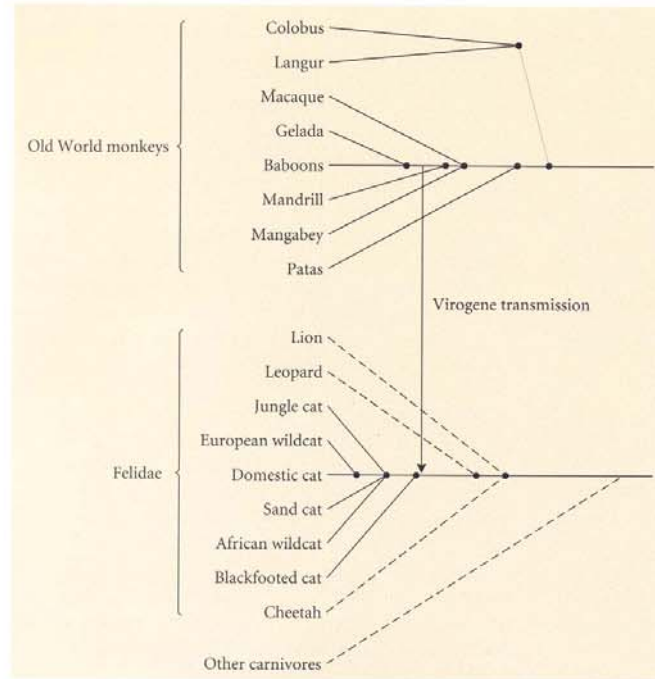 Colobus
Langur
Macaque
Gelada
Old World monkeys
Baboons
Mandrill
Mangabey
Patas
Virogene transmission
Lion
Leopard
Jungle cat
European wildcat
Felidae
Domestic cat
Sand cat
African wildcat
Blackfooted cat
Cheetah
Other carnivores